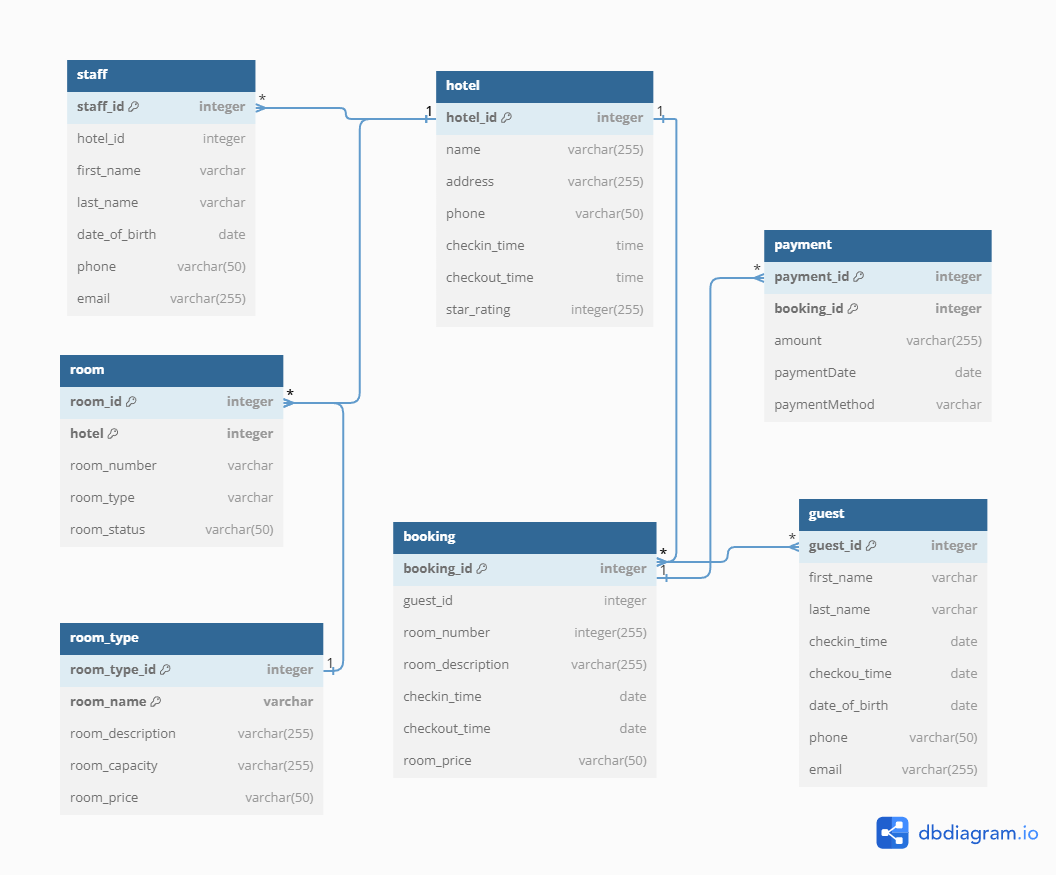 staff
staff_id integer
hotel_id integer
first_name varchar
last_name varchar
date_of_birth date
phone varchar(50)
email varchar(255)
*
1
hotel
hotel_id integer
name varchar(255)
address varchar(255)
phone varchar(50)
checkin_time time
checkout_time time
star_rating integer(255)
1
payment
payment_id integer
booking_id integer
amount varchar(255)
paymentDate date
paymentMethod varchar
*
room
room_id integer
hotel integer
room_number varchar
room_type varchar
room_status varchar(50)
*
booking
booking_id integer
guest_id integer
room_number integer(255)
room_description varchar(255)
checkin_time date
checkout_time date
room_price varchar(50)
*
1
guest
guest_id integer
first_name varchar
last_name varchar
checkin_time date
checkou_time date
date_of_birth date
phone varchar(50)
email varchar(255)
*
room_type
room_type_id integer
room_name varchar
room_description varchar(255)
room_capacity varchar(255)
room_price varchar(50)
1
dbdiagram.io